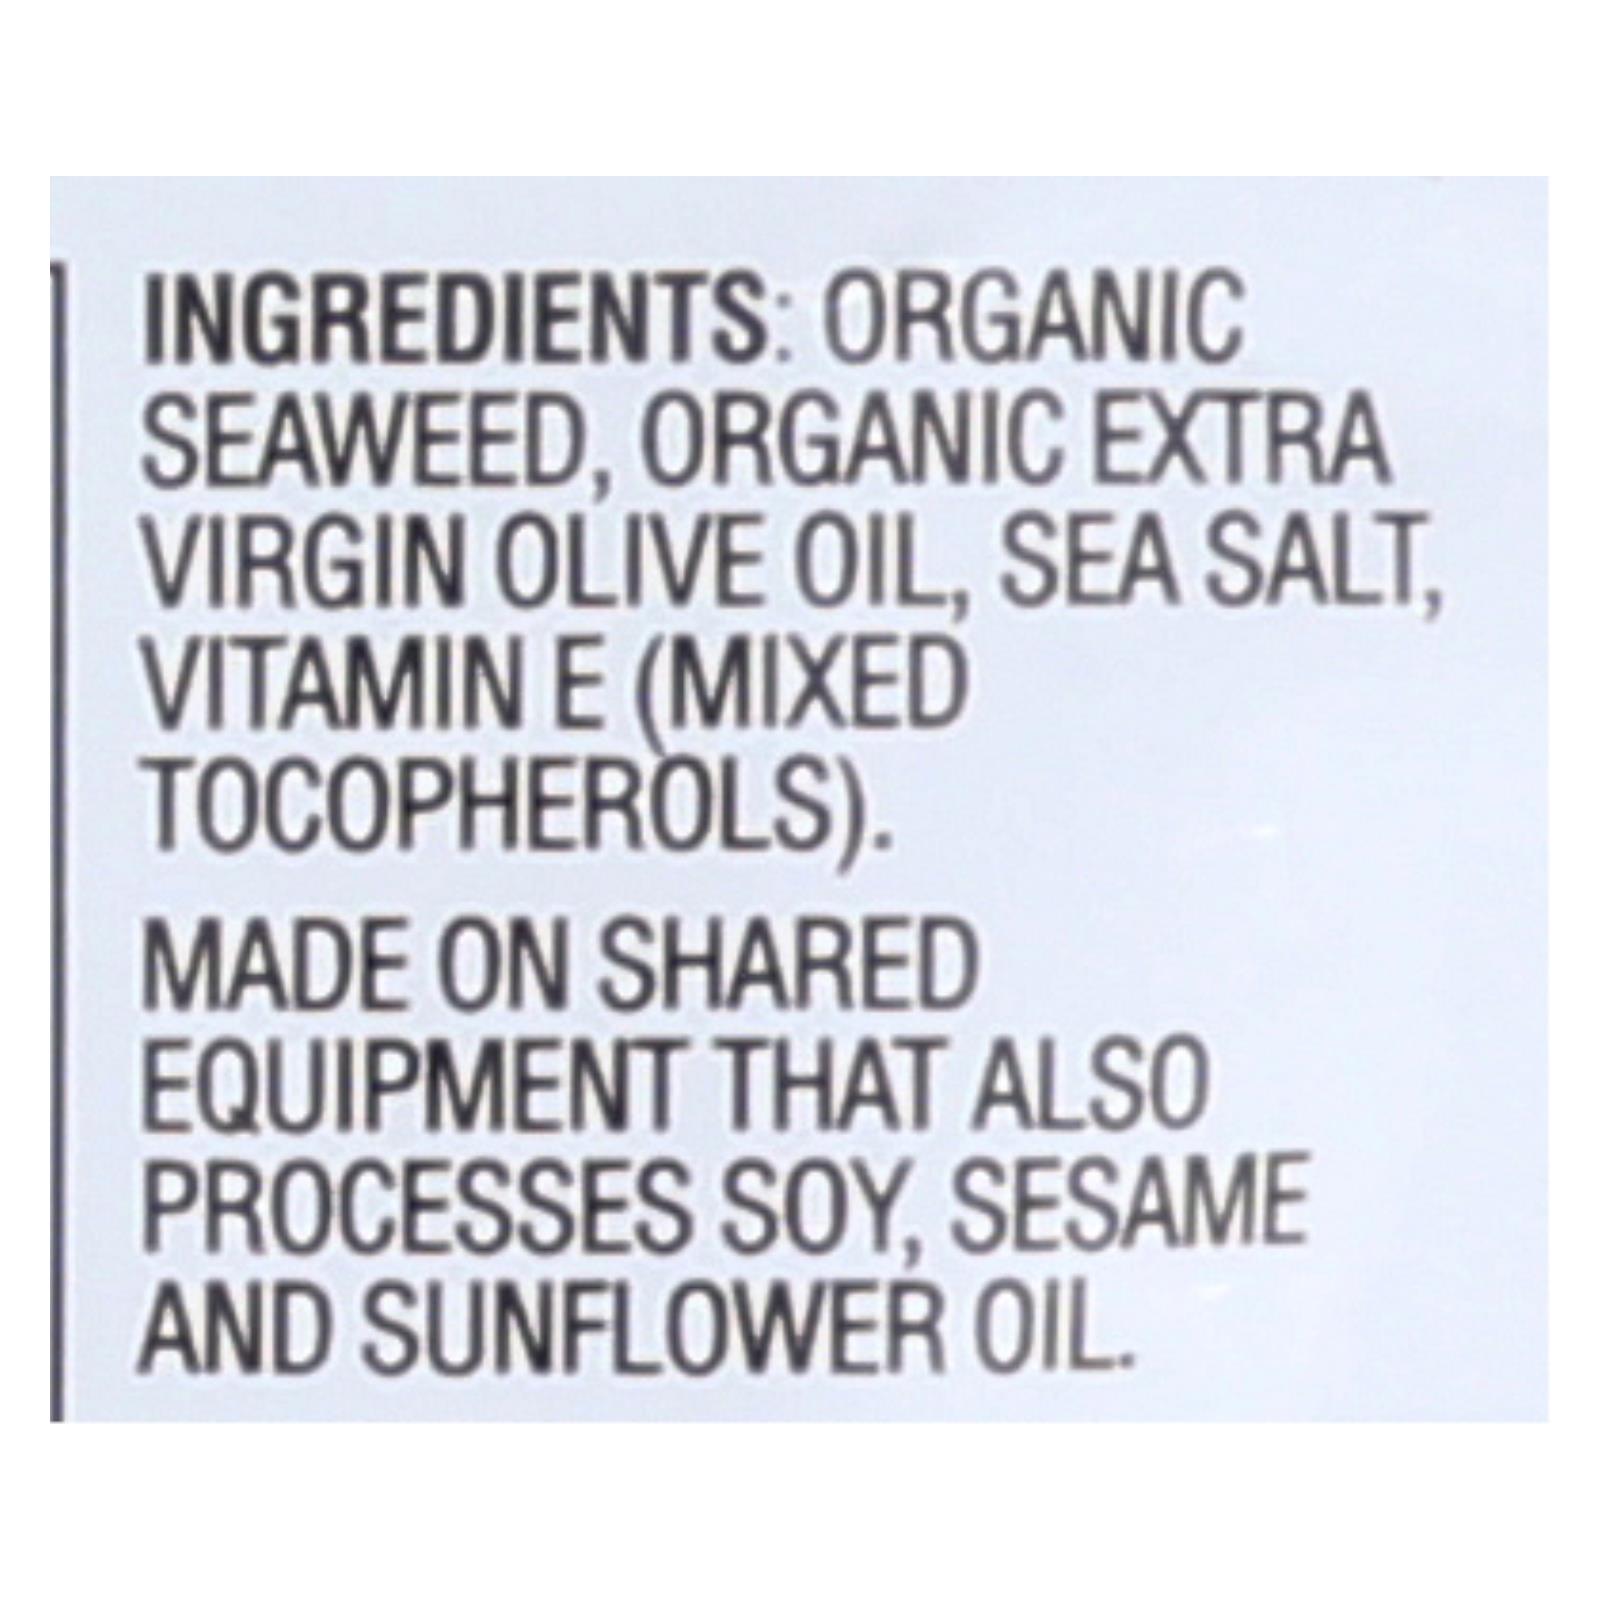 INGREDIENTS: ORGANIC
SEAWEED, ORGANIC EXTRA
VIRGIN OLIVE OIL, SEA SALT,
VITAMIN E (MIXED
TOCOPHEROLS).
MADE ON SHARED
EQUIPMENT THAT ALSO
PROCESSES SOY, SESAME
AND SUNFLOWER OIL.